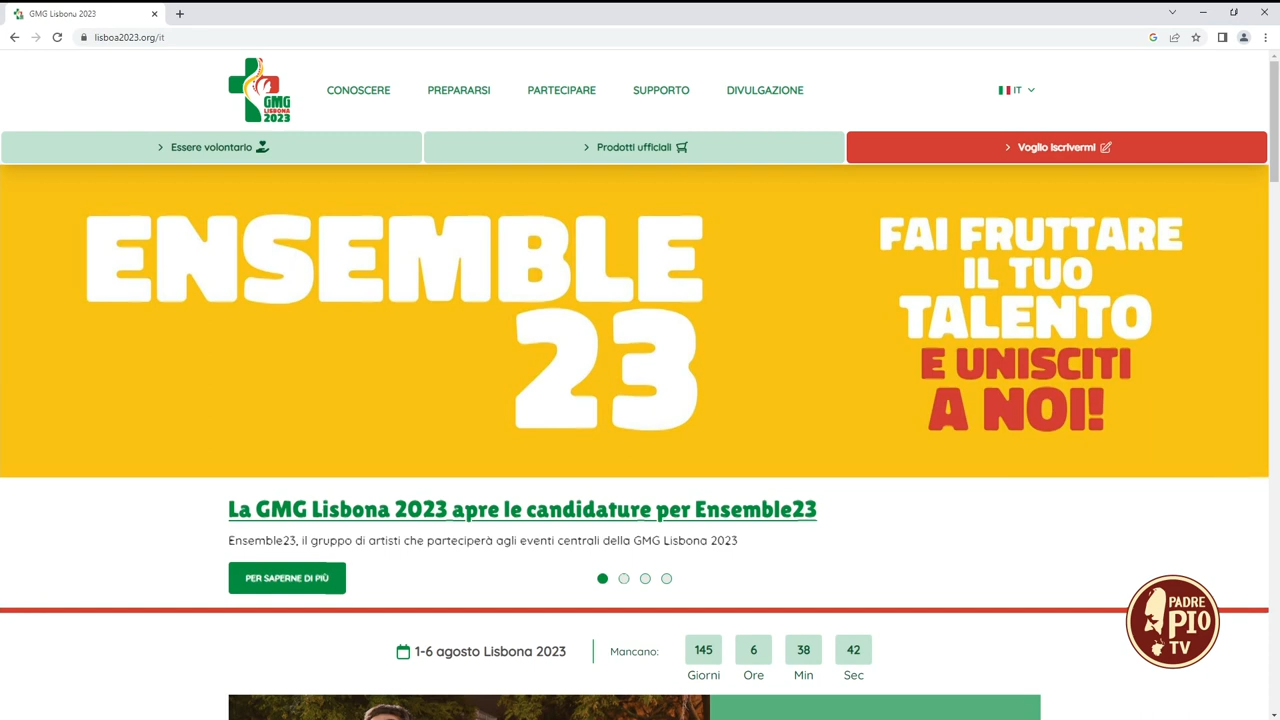 GMG Lisbona 2023
lisboa2023.org/it
GMG
LISBONA
2023
CONOSCERE
PREPARARSI
PARTECIPARE
SUPPORTO
DIVULGAZIONE
IT
Essere volontario
Prodotti ufficiali
Voglio iscrivermi
ENSEMBLE
23
FAI FRUTTARE
IL TUO
TALENTO
E UNISCITI
A NOI!
La GMG Lisbona 2023 apre le candidature per Ensemble23
Ensemble23, il gruppo di artisti che parteciperà agli eventi centrali della GMG Lisbona 2023
PER SAPERNE DI PIÙ
1-6 agosto Lisbona 2023
Mancano:
145
6
38
42
Giorni
Ore
Min
Sec
PADRE
PIO
TV